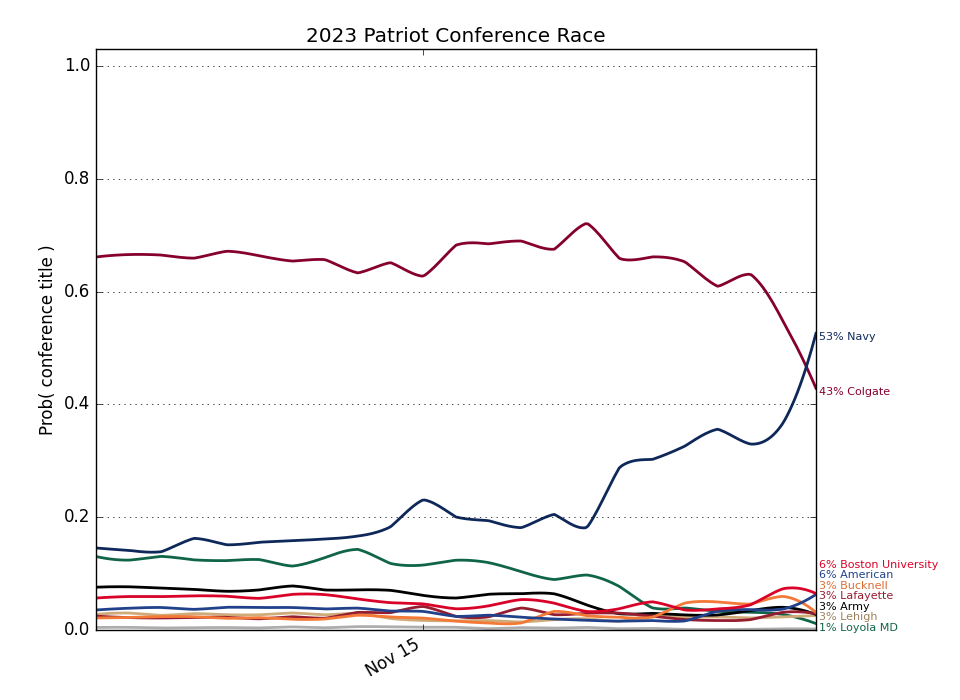 2023 Patriot Conference Race
Prob( conference title )
1.0
0.8
0.6
0.4
0.2
0.0
Nov 15
53% Navy
43% Colgate
6% Boston University
6% American
3% Bucknell
3% Lafayette
3% Army
3% Lehigh
1% Loyola MD